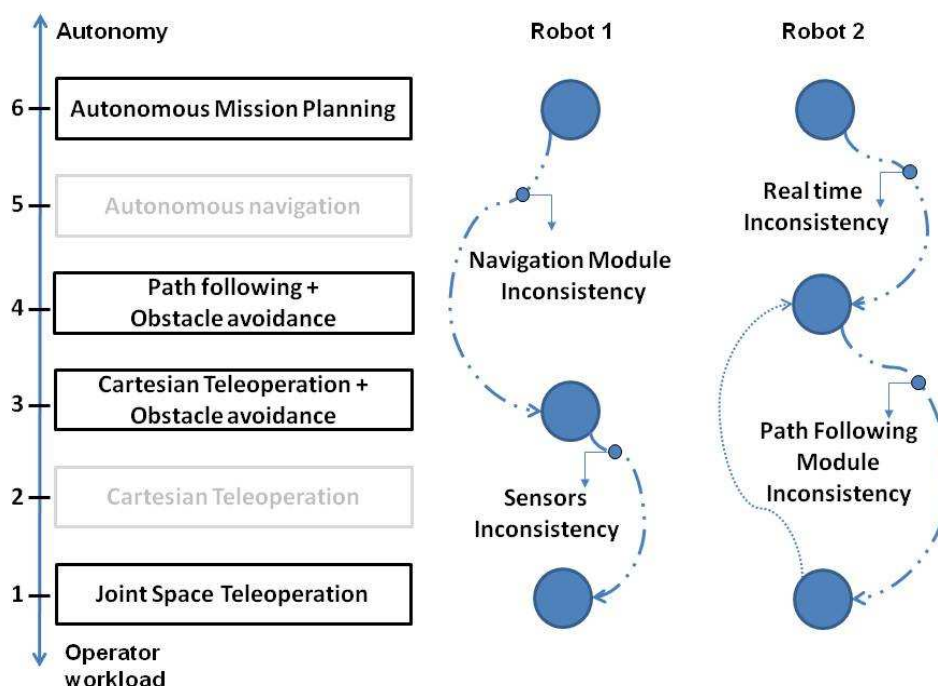 Autonomy
Robot 1
Robot 2
6
Autonomous Mission Planning
5
Autonomous navigation
Real time
Inconsistency
Navigation Module
Inconsistency
4
Path following +
Obstacle avoidance
3
Cartesian Teleoperation +
Obstacle avoidance
Path Following
Module
Inconsistency
2
Cartesian Teleoperation
Sensors
Inconsistency
1
Joint Space Teleoperation
Operator
workload